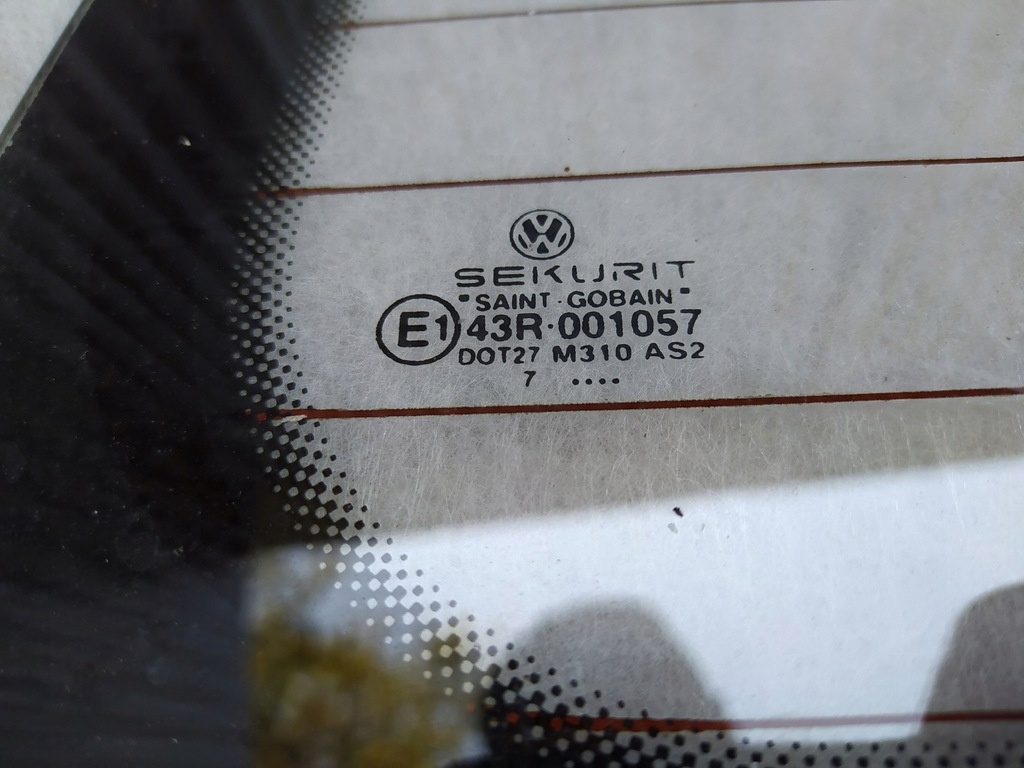 SEKURIT
"SAINT-GOBAIN"
E1 43R-001057
DOT27 M310 AS2
7 ....